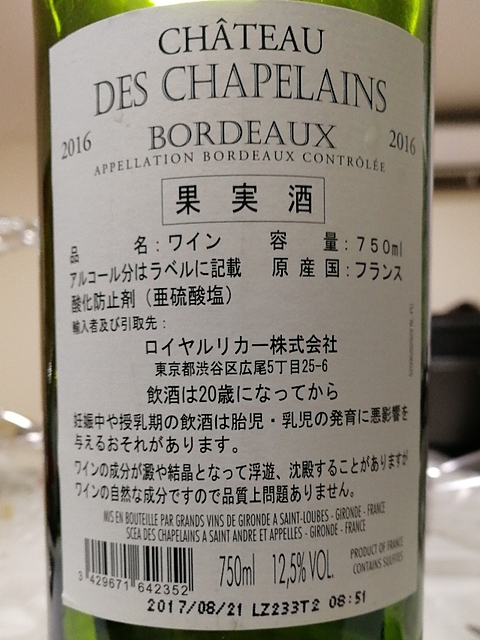 CHÂTEAU
DES CHAPELAINS
2016 BORDEAUX 2016
APPELLATION BORDEAUX CONTRÔLÉE
果実酒
品名：ワイン 容量：750ml
アルコール分はラベルに記載 原産国：フランス
酸化防止剤（亜硫酸塩）
輸入者及び引取先：
ロイヤルリカー株式会社
東京都渋谷区広尾5丁目25-6
飲酒は20歳になってから
妊娠中や授乳期の飲酒は胎児・乳児の発育に悪影響を
与えるおそれがあります。
ワインの成分が澱や結晶となって浮遊、沈殿することがありますが
ワインの自然な成分ですので品質上問題ありません。
MIS EN BOUTEILLE PAR GRANDS VINS DE GIRONDE A SAINT-LOUBES - GIRONDE - FRANCE
SCEA DES CHAPELAINS A SAINT ANDRE ET APPELLES - GIRONDE - FRANCE
750ml 12,5% VOL.
PRODUCT OF FRANCE
CONTAINS SULFITES
3 429671 642352
2017/08/21 LZ233T2 08:51